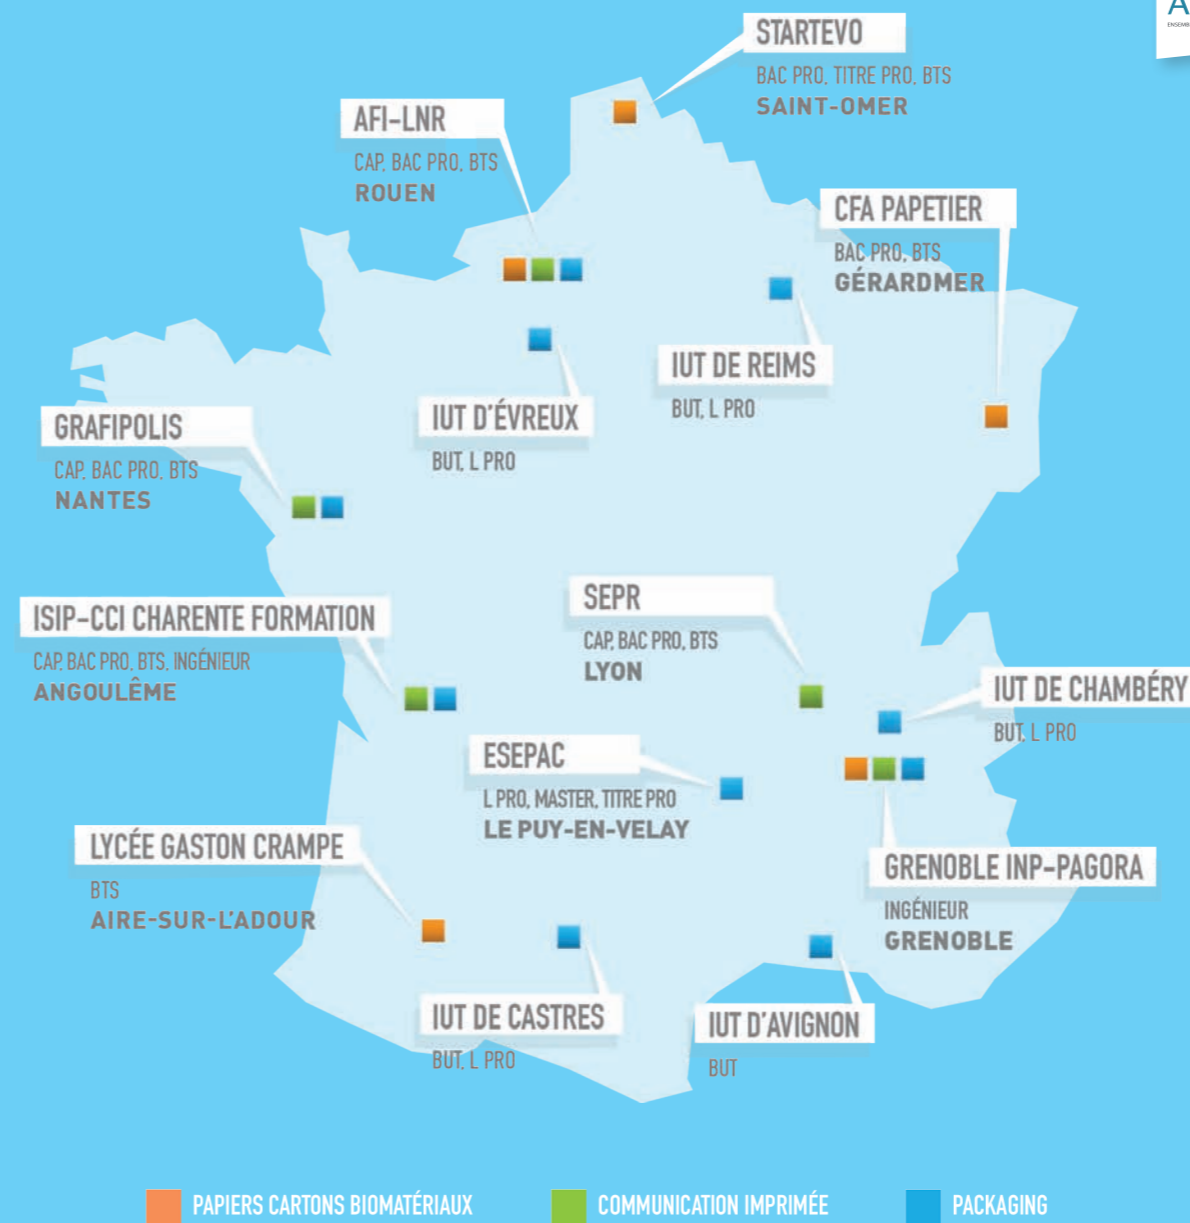 STARTEVO
BAC PRO, TITRE PRO, BTS
SAINT-OMER
AFI-LNR
CAP, BAC PRO, BTS
ROUEN
CFA PAPETIER
BAC PRO, BTS
GÉRARDMER
IUT DE REIMS
BUT, L PRO
IUT D'ÉVREUX
BUT, L PRO
GRAFIPOLIS
CAP, BAC PRO, BTS
NANTES
ISIP-CCI CHARENTE FORMATION
CAP, BAC PRO, BTS, INGÉNIEUR
ANGOULÊME
SEPR
CAP, BAC PRO, BTS
LYON
IUT DE CHAMBÉRY
BUT, L PRO
ESEPAC
L PRO, MASTER, TITRE PRO
LE PUY-EN-VELAY
LYCÉE GASTON CRAMPE
BTS
AIRE-SUR-L'ADOUR
GRENOBLE INP-PAGORA
INGÉNIEUR
GRENOBLE
IUT DE CASTRES
BUT, L PRO
IUT D'AVIGNON
BUT
PAPIERS CARTONS BIOMATÉRIAUX
COMMUNICATION IMPRIMÉE
PACKAGING